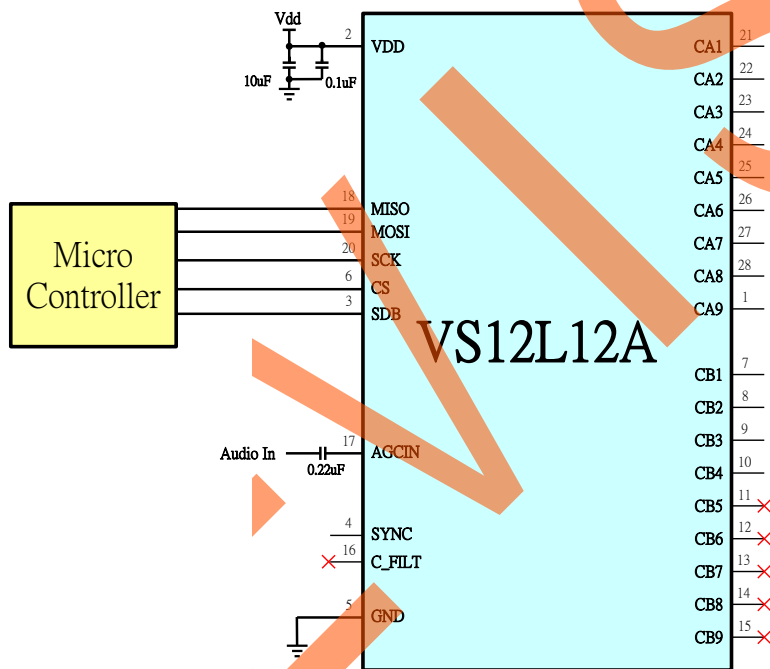 Vdd
10uF
0.1uF
2 VDD
18 MISO
19 MOSI
20 SCK
6 CS
3 SDB
Micro
Controller
VS12L12A
Audio In
0.22uF
17 AGCIN
4 SYNC
16 C_FILT
5 GND
CA1 21
CA2 22
CA3 23
CA4 24
CA5 25
CA6 26
CA7 27
CA8 28
CA9 1
CB1 7
CB2 8
CB3 9
CB4 10
CB5 11
CB6 12
CB7 13
CB8 14
CB9 15